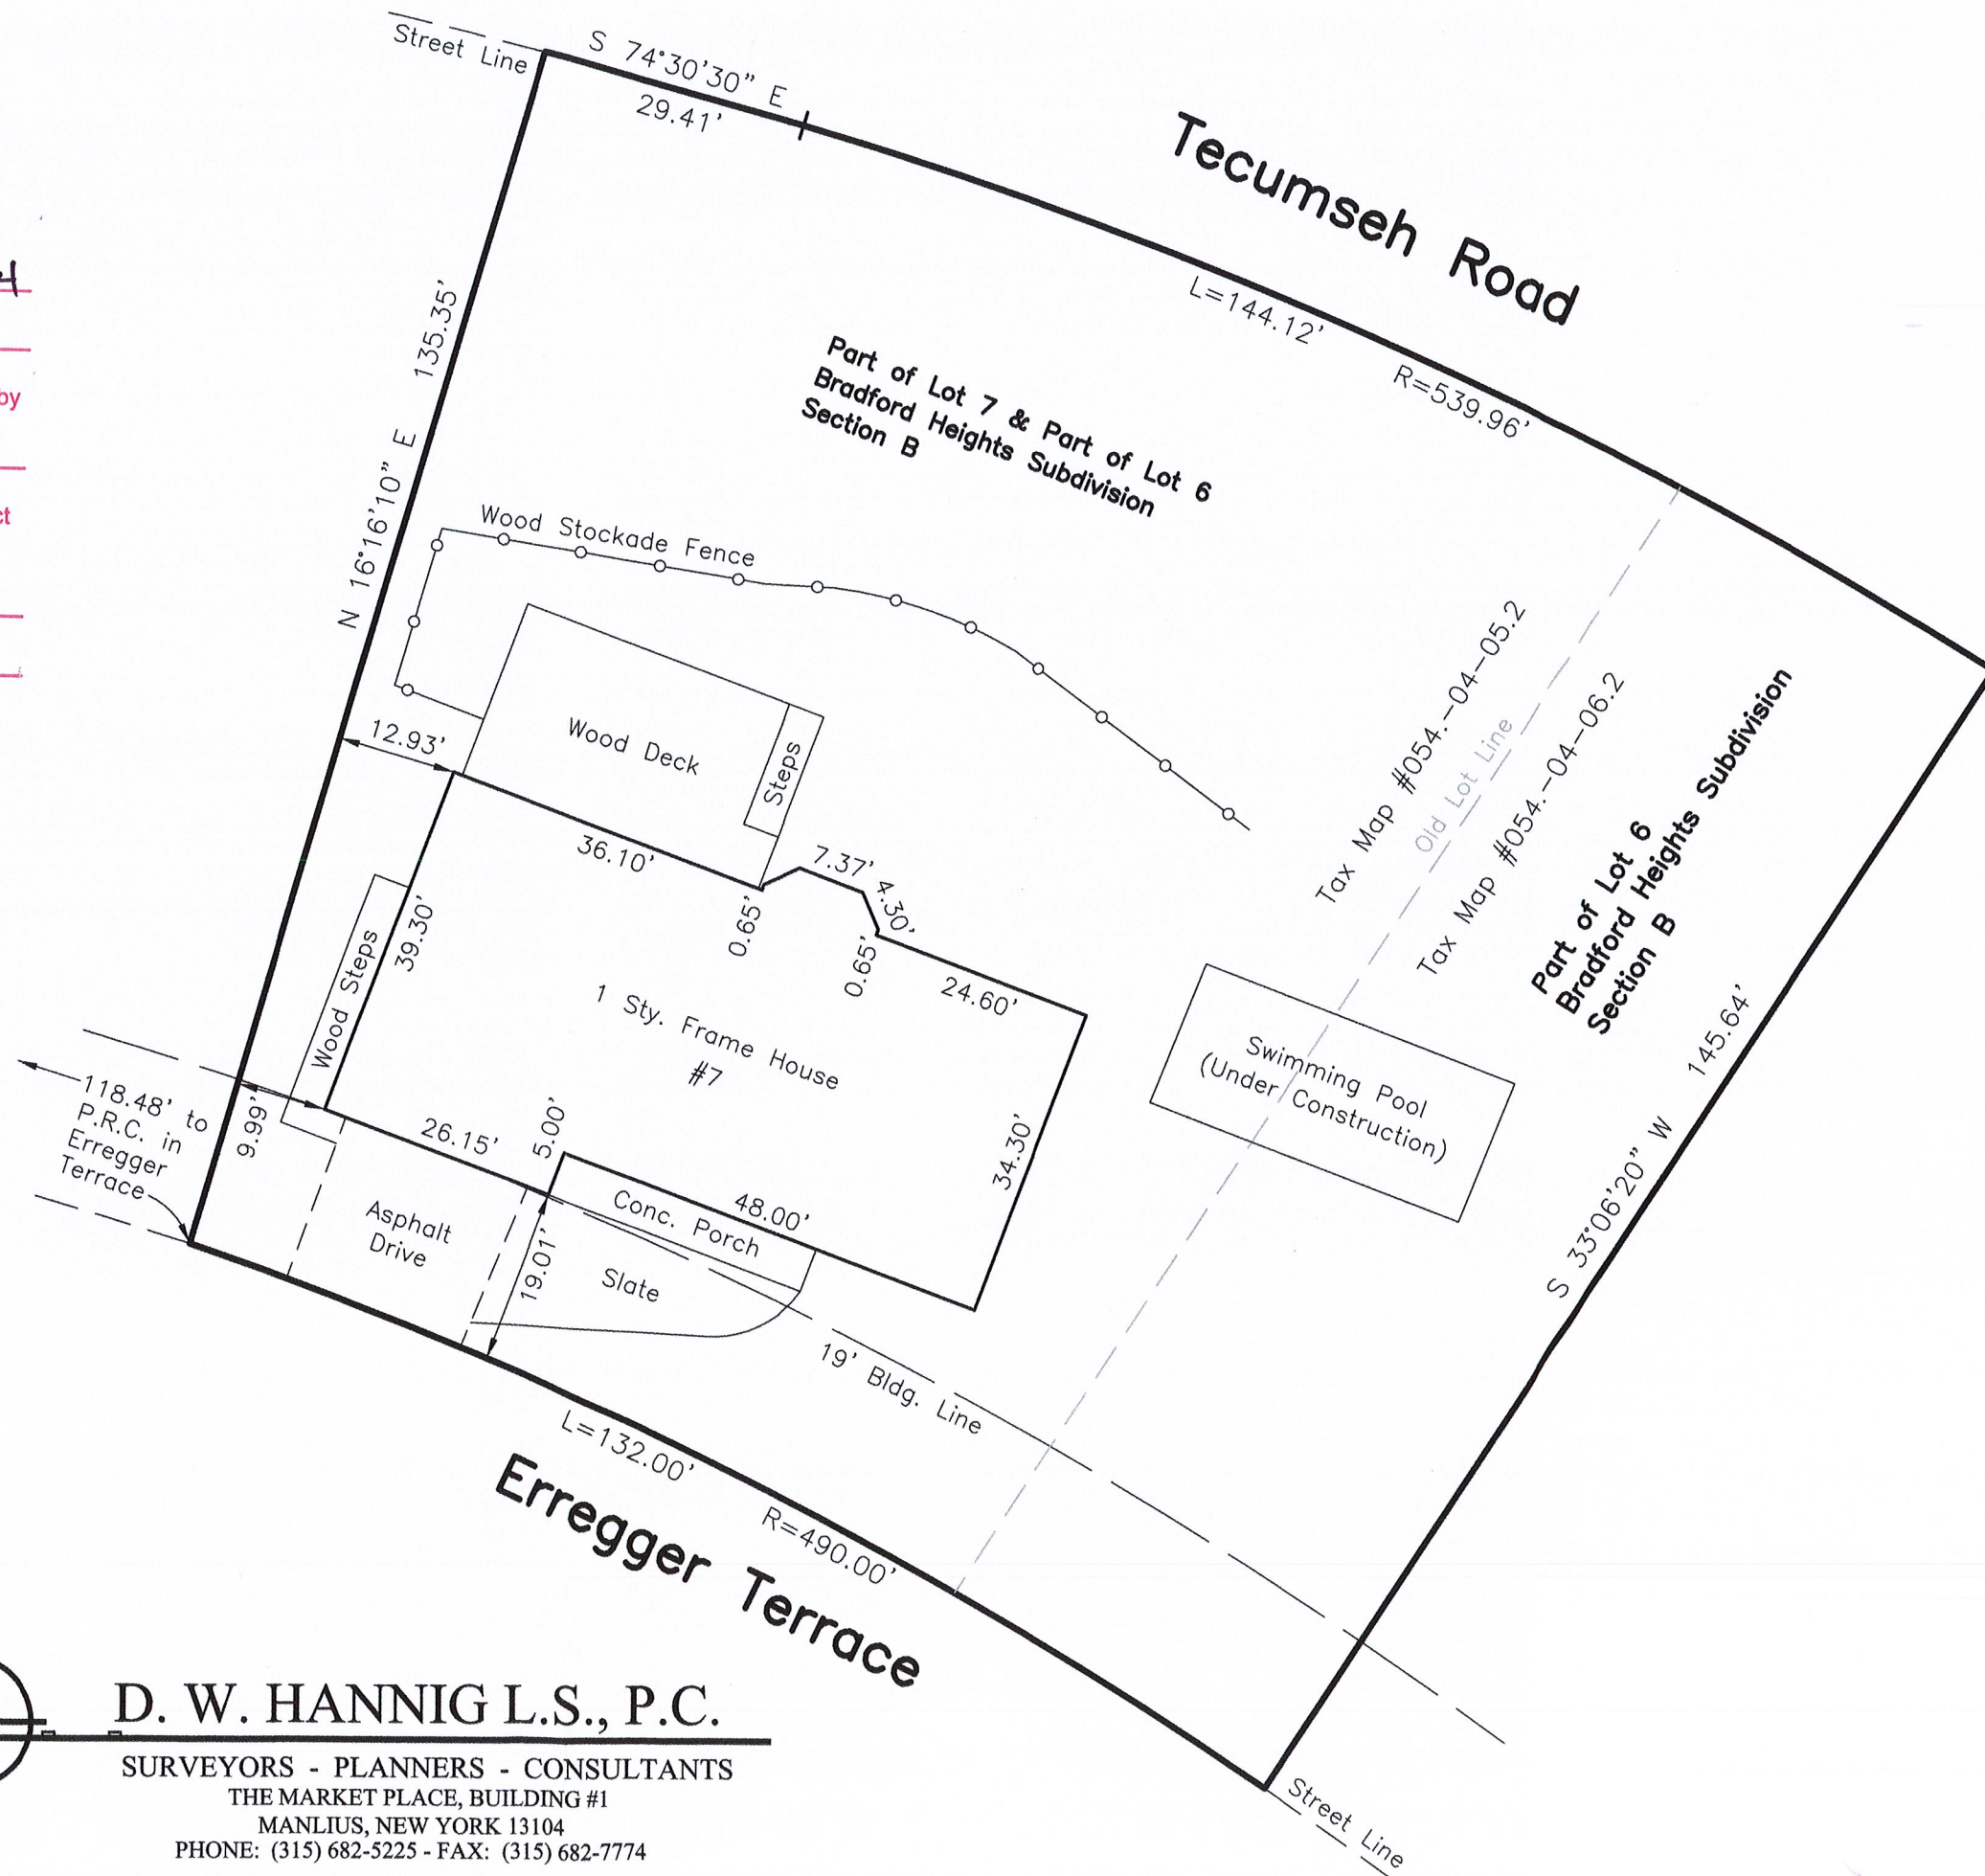 Street Line
S 74°30'30" E
29.41'
Tecumseh Road
L=144.12'
R=539.96'
4
by
ct
N 16°16'10" E 135.35'
Part of Lot 7 & Part of Lot 6
Bradford Heights Subdivision
Section B
Wood Stockade Fence
Wood Deck
Steps
12.93'
36.10'
7.37'
4.30'
0.65'
0.65'
24.60'
39.30'
Wood Steps
1 Sty. Frame House
#7
34.30'
Tax Map #054.-04-05.2
Old Lot Line
Tax Map #054.-04-06.2
Part of Lot 6
Bradford Heights Subdivision
Section B
Swimming Pool
(Under Construction)
S 33°06'20" W 145.64'
118.48' to
P.R.C. in
Erregger
Terrace
9.99'
26.15'
5.00'
48.00'
Conc. Porch
Asphalt
Drive
19.01'
Slate
19' Bldg. Line
L=132.00'
R=490.00'
Erregger Terrace
Street Line
D. W. HANNIG L.S., P.C.
SURVEYORS - PLANNERS - CONSULTANTS
THE MARKET PLACE, BUILDING #1
MANLIUS, NEW YORK 13104
PHONE: (315) 682-5225 - FAX: (315) 682-7774